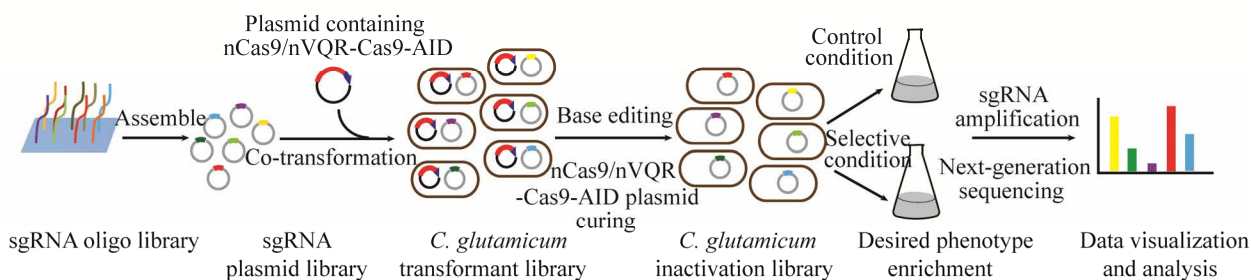 Plasmid containing
nCas9/nVQR-Cas9-AID
Assemble
Co-transformation
Base editing
nCas9/nVQR
-Cas9-AID plasmid
curing
Control
condition
Selective
condition
sgRNA
amplification
Next-generation
sequencing
sgRNA oligo library
sgRNA
plasmid library
C. glutamicum
transformant library
C. glutamicum
inactivation library
Desired phenotype
enrichment
Data visualization
and analysis